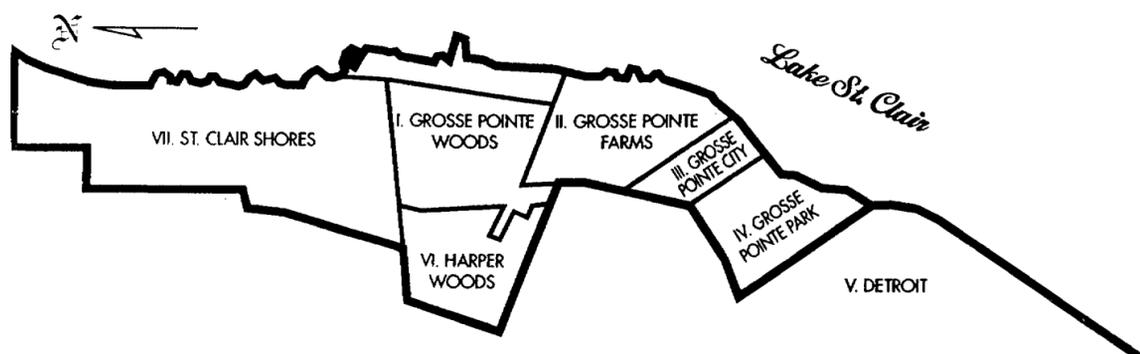 N
Lake St. Clair
VII. ST. CLAIR SHORES
I. GROSSE POINTE
WOODS
II. GROSSE POINTE
FARMS
III. GROSSE
POINTE CITY
IV. GROSSE
POINTE PARK
VI. HARPER
WOODS
V. DETROIT